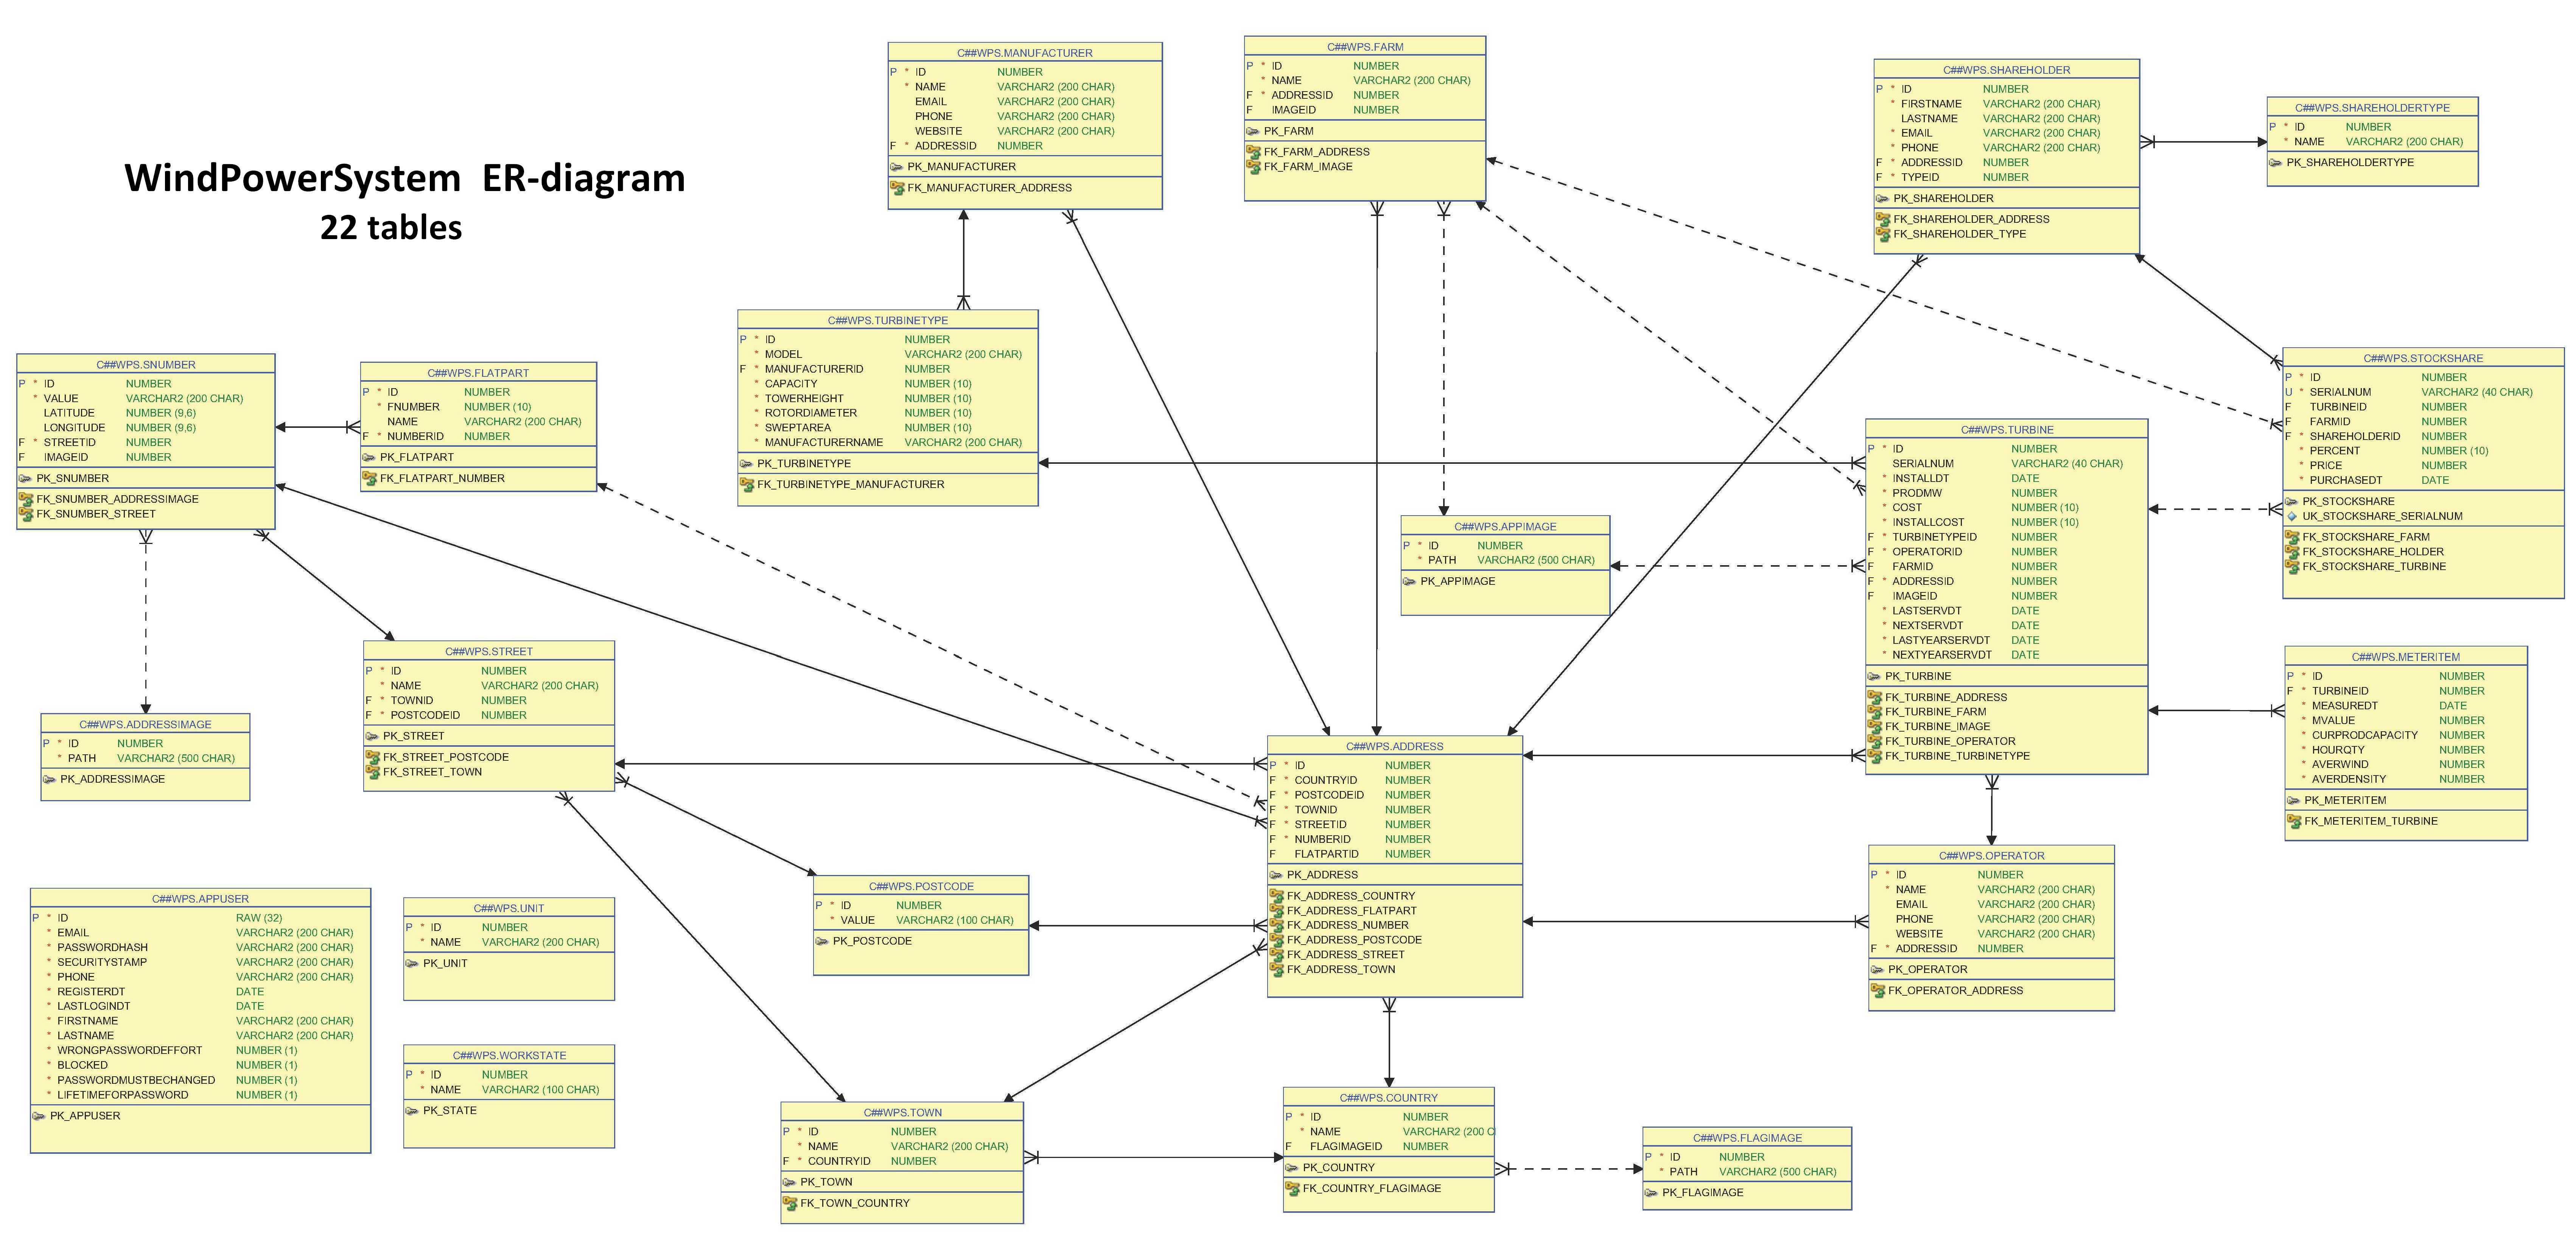 WindPowerSystem ER-diagram
22 tables
C##WPS.MANUFACTURER
P * ID NUMBER
* NAME VARCHAR2 (200 CHAR)
EMAIL VARCHAR2 (200 CHAR)
PHONE VARCHAR2 (200 CHAR)
WEBSITE VARCHAR2 (200 CHAR)
F * ADDRESSID NUMBER
PK_MANUFACTURER
FK_MANUFACTURER_ADDRESS
C##WPS.FARM
P * ID NUMBER
* NAME VARCHAR2 (200 CHAR)
F * ADDRESSID NUMBER
F IMAGEID NUMBER
PK_FARM
FK_FARM_ADDRESS
FK_FARM_IMAGE
C##WPS.SHAREHOLDER
P * ID NUMBER
* FIRSTNAME VARCHAR2 (200 CHAR)
LASTNAME VARCHAR2 (200 CHAR)
* EMAIL VARCHAR2 (200 CHAR)
* PHONE VARCHAR2 (200 CHAR)
F * ADDRESSID NUMBER
F * TYPEID NUMBER
PK_SHAREHOLDER
FK_SHAREHOLDER_ADDRESS
FK_SHAREHOLDER_TYPE
C##WPS.SHAREHOLDERTYPE
P * ID NUMBER
* NAME VARCHAR2 (200 CHAR)
PK_SHAREHOLDERTYPE
C##WPS.SNUMBER
P * ID NUMBER
* VALUE VARCHAR2 (200 CHAR)
LATITUDE NUMBER (9,6)
LONGITUDE NUMBER (9,6)
F * STREETID NUMBER
F IMAGEID NUMBER
PK_SNUMBER
FK_SNUMBER_ADDRESSIMAGE
FK_SNUMBER_STREET
C##WPS.FLATPART
P * ID NUMBER
* FNUMBER NUMBER (10)
NAME VARCHAR2 (200 CHAR)
F * NUMBERID NUMBER
PK_FLATPART
FK_FLATPART_NUMBER
C##WPS.TURBINETYPE
P * ID NUMBER
* MODEL VARCHAR2 (200 CHAR)
F * MANUFACTURERID NUMBER
* CAPACITY NUMBER (10)
* TOWERHEIGHT NUMBER (10)
* ROTORDIAMETER NUMBER (10)
* SWEPTAREA NUMBER (10)
* MANUFACTURERNAME VARCHAR2 (200 CHAR)
PK_TURBINETYPE
FK_TURBINETYPE_MANUFACTURER
C##WPS.APPIMAGE
P * ID NUMBER
* PATH VARCHAR2 (500 CHAR)
PK_APPIMAGE
C##WPS.TURBINE
P * ID NUMBER
SERIALNUM VARCHAR2 (40 CHAR)
* INSTALLDT DATE
* PRODMW NUMBER
* COST NUMBER (10)
* INSTALLCOST NUMBER (10)
F * TURBINETYPEID NUMBER
F * OPERATORID NUMBER
F FARMID NUMBER
F * ADDRESSID NUMBER
F IMAGEID NUMBER
* LASTSERVDT DATE
* NEXTSERVDT DATE
* LASTYEARSERVDT DATE
* NEXTYEARSERVDT DATE
PK_TURBINE
FK_TURBINE_ADDRESS
FK_TURBINE_FARM
FK_TURBINE_IMAGE
FK_TURBINE_OPERATOR
FK_TURBINE_TURBINETYPE
C##WPS.STOCKSHARE
P * ID NUMBER
U * SERIALNUM VARCHAR2 (40 CHAR)
F TURBINEID NUMBER
F FARMID NUMBER
F * SHAREHOLDERID NUMBER
* PERCENT NUMBER (10)
* PRICE NUMBER
* PURCHASEDT DATE
PK_STOCKSHARE
UK_STOCKSHARE_SERIALNUM
FK_STOCKSHARE_FARM
FK_STOCKSHARE_HOLDER
FK_STOCKSHARE_TURBINE
C##WPS.METERITEM
P * ID NUMBER
F * TURBINEID NUMBER
* MEASUREDT DATE
* MVALUE NUMBER
* CURPRODCAPACITY NUMBER
* HOURQTY NUMBER
* AVERWIND NUMBER
* AVERDENSITY NUMBER
PK_METERITEM
FK_METERITEM_TURBINE
C##WPS.ADDRESSIMAGE
P * ID NUMBER
* PATH VARCHAR2 (500 CHAR)
PK_ADDRESSIMAGE
C##WPS.STREET
P * ID NUMBER
* NAME VARCHAR2 (200 CHAR)
F * TOWNID NUMBER
F * POSTCODEID NUMBER
PK_STREET
FK_STREET_POSTCODE
FK_STREET_TOWN
C##WPS.ADDRESS
P * ID NUMBER
F * COUNTRYID NUMBER
F * POSTCODEID NUMBER
F * TOWNID NUMBER
F * STREETID NUMBER
F * NUMBERID NUMBER
F FLATPARTID NUMBER
PK_ADDRESS
FK_ADDRESS_COUNTRY
FK_ADDRESS_FLATPART
FK_ADDRESS_NUMBER
FK_ADDRESS_POSTCODE
FK_ADDRESS_STREET
FK_ADDRESS_TOWN
C##WPS.POSTCODE
P * ID NUMBER
* VALUE VARCHAR2 (100 CHAR)
PK_POSTCODE
C##WPS.OPERATOR
P * ID NUMBER
* NAME VARCHAR2 (200 CHAR)
EMAIL VARCHAR2 (200 CHAR)
PHONE VARCHAR2 (200 CHAR)
WEBSITE VARCHAR2 (200 CHAR)
F * ADDRESSID NUMBER
PK_OPERATOR
FK_OPERATOR_ADDRESS
C##WPS.APPUSER
P * ID RAW (32)
* EMAIL VARCHAR2 (200 CHAR)
* PASSWORDHASH VARCHAR2 (200 CHAR)
* SECURITYSTAMP VARCHAR2 (200 CHAR)
* PHONE VARCHAR2 (200 CHAR)
* REGISTERDT DATE
* LASTLOGINDT DATE
* FIRSTNAME VARCHAR2 (200 CHAR)
* LASTNAME VARCHAR2 (200 CHAR)
* WRONGPASSWORDEFFORT NUMBER (1)
* BLOCKED NUMBER (1)
* PASSWORDMUSTBECHANGED NUMBER (1)
* LIFETIMEFORPASSWORD NUMBER (1)
PK_APPUSER
C##WPS.UNIT
P * ID NUMBER
* NAME VARCHAR2 (200 CHAR)
PK_UNIT
C##WPS.WORKSTATE
P * ID NUMBER
* NAME VARCHAR2 (100 CHAR)
PK_STATE
C##WPS.TOWN
P * ID NUMBER
* NAME VARCHAR2 (200 CHAR)
F * COUNTRYID NUMBER
PK_TOWN
FK_TOWN_COUNTRY
C##WPS.COUNTRY
P * ID NUMBER
* NAME VARCHAR2 (200 C
F FLAGIMAGEID NUMBER
PK_COUNTRY
FK_COUNTRY_FLAGIMAGE
C##WPS.FLAGIMAGE
P * ID NUMBER
* PATH VARCHAR2 (500 CHAR)
PK_FLAGIMAGE